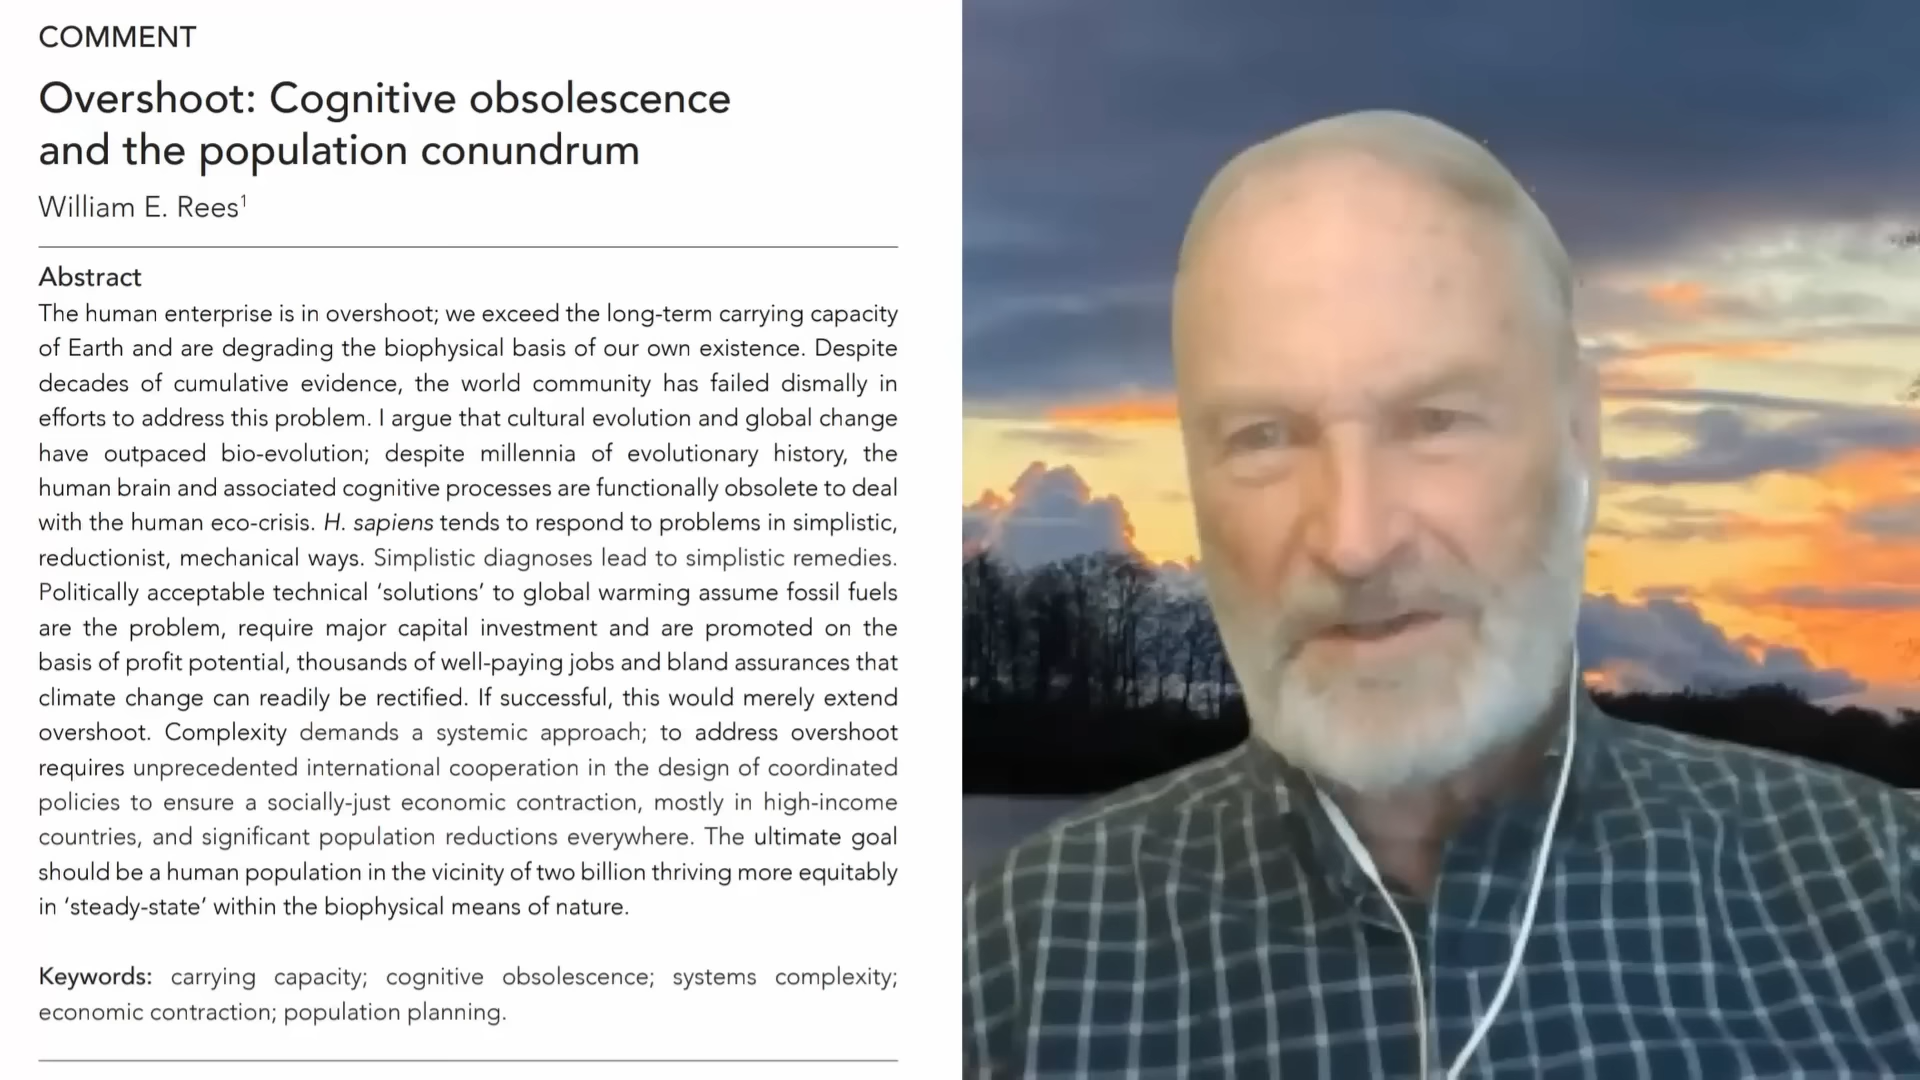 COMMENT
Overshoot: Cognitive obsolescence
and the population conundrum
William E. Rees¹
Abstract
The human enterprise is in overshoot; we exceed the long-term carrying capacity
of Earth and are degrading the biophysical basis of our own existence. Despite
decades of cumulative evidence, the world community has failed dismally in
efforts to address this problem. I argue that cultural evolution and global change
have outpaced bio-evolution; despite millennia of evolutionary history, the
human brain and associated cognitive processes are functionally obsolete to deal
with the human eco-crisis. H. sapiens tends to respond to problems in simplistic,
reductionist, mechanical ways. Simplistic diagnoses lead to simplistic remedies.
Politically acceptable technical ‘solutions’ to global warming assume fossil fuels
are the problem, require major capital investment and are promoted on the
basis of profit potential, thousands of well-paying jobs and bland assurances that
climate change can readily be rectified. If successful, this would merely extend
overshoot. Complexity demands a systemic approach; to address overshoot
requires unprecedented international cooperation in the design of coordinated
policies to ensure a socially-just economic contraction, mostly in high-income
countries, and significant population reductions everywhere. The ultimate goal
should be a human population in the vicinity of two billion thriving more equitably
in ‘steady-state’ within the biophysical means of nature.
Keywords: carrying capacity; cognitive obsolescence; systems complexity;
economic contraction; population planning.